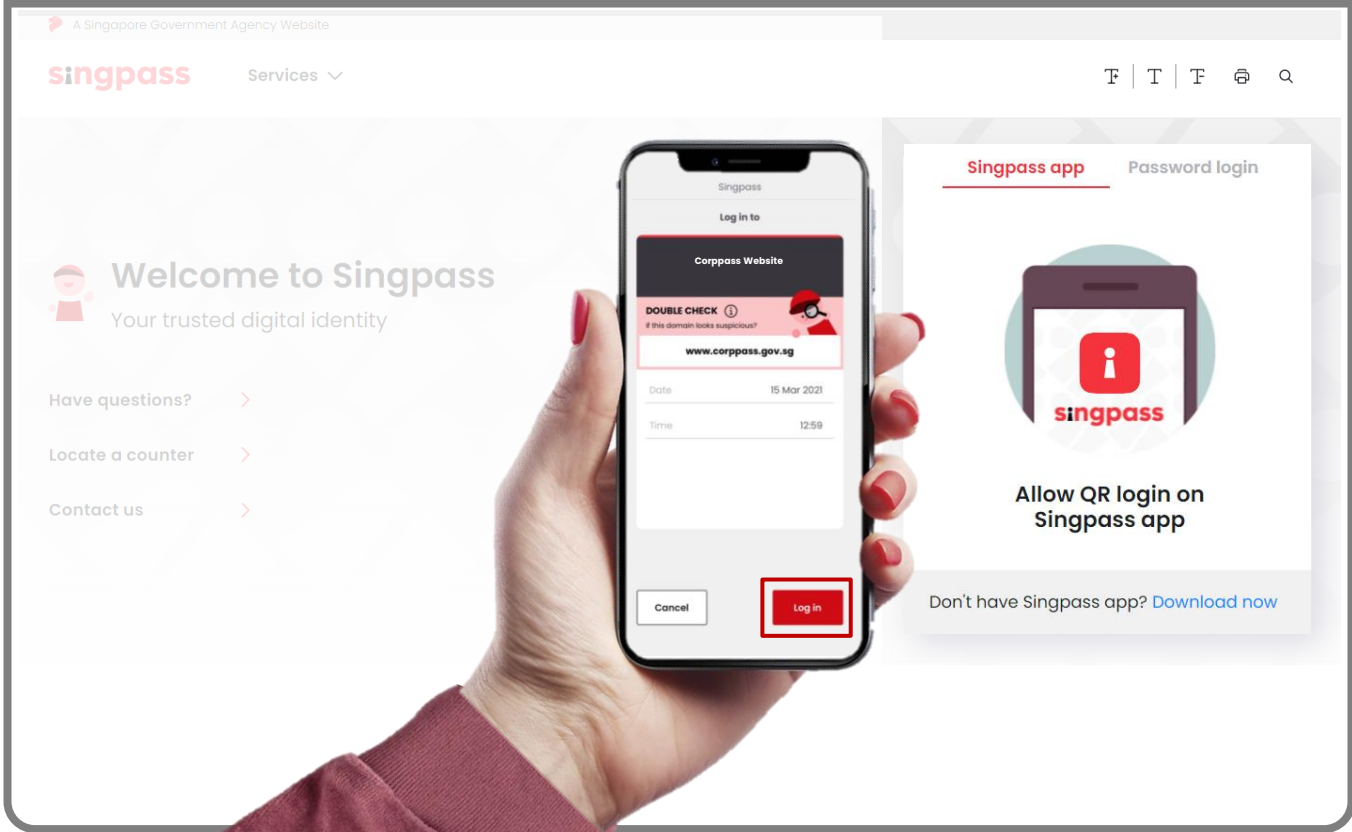 A Singapore Government Agency Website
singpass
Services
Welcome to Singpass
Your trusted digital identity
Have questions?
Locate a counter
Contact us
Singpass
Log in to
Corppass Website
DOUBLE CHECK
If this domain looks suspicious?
www.corppass.gov.sg
Date 15 Mar 2021
Time 12:59
Cancel Log in
T+ T T-
Singpass app Password login
singpass
Allow QR login on
Singpass app
Don't have Singpass app? Download now